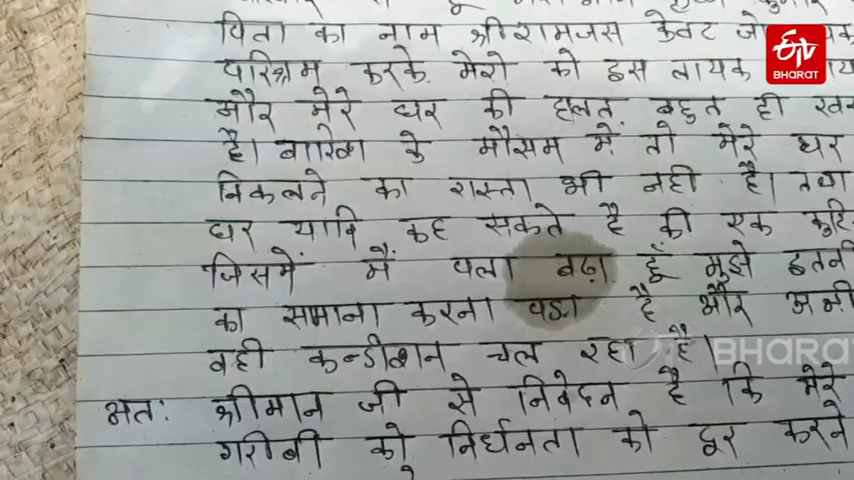 पिता का नाम श्रीरामजस केवट जो
परिश्रम करके मेरो को इस लायक
और मेरे घर की हालत बहुत ही
है। बारिश के मौसम में तो मेरे घर
निकलने का रास्ता भी नही है। तथा
घर यानि कह सकते है की एक
जिसमें मैं पला बढ़ा हूँ मुझे इतनी
का सामाना करना पड़ा है और अभी
वही कन्डीशन चल रहा है।
अतः श्रीमान जी से निवेदन है कि मेरे
गरीबी को निर्धनता को दूर करने
etv
BHARAT
BHARAT